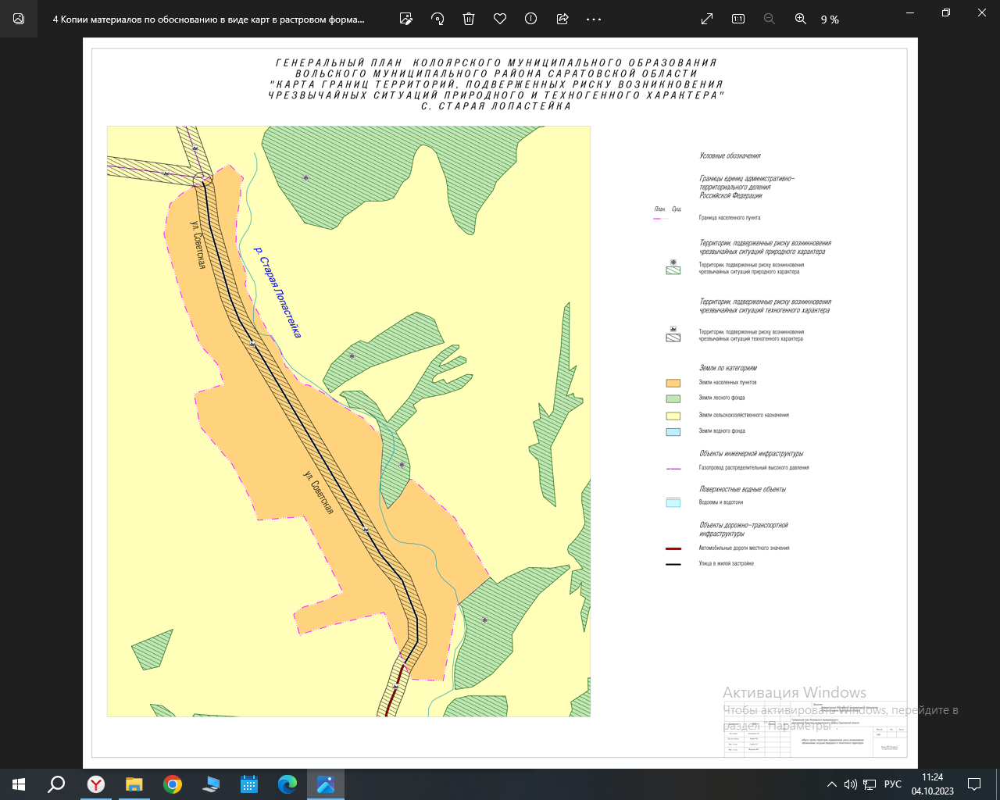 4 Копии материалов по обоснованию в виде карт в растровом форма...
9 %
ГЕНЕРАЛЬНЫЙ ПЛАН КОЛОЯРСКОГО МУНИЦИПАЛЬНОГО ОБРАЗОВАНИЯ
ВОЛЬСКОГО МУНИЦИПАЛЬНОГО РАЙОНА САРАТОВСКОЙ ОБЛАСТИ
"КАРТА ГРАНИЦ ТЕРРИТОРИЙ, ПОДВЕРЖЕННЫХ РИСКУ ВОЗНИКНОВЕНИЯ
ЧРЕЗВЫЧАЙНЫХ СИТУАЦИЙ ПРИРОДНОГО И ТЕХНОГЕННОГО ХАРАКТЕРА"
С. СТАРАЯ ЛОПАСТЕЙКА
ул. Советская
р. Старая Лопастейка
ул. Советская
Условные обозначения
Границы единиц административно-
территориального деления
Российской Федерации
План. Сущ.
Граница населенного пункта
Территории, подверженные риску возникновения
чрезвычайных ситуаций природного характера
Территории, подверженные риску возникновения
чрезвычайных ситуаций природного характера
Территории, подверженные риску возникновения
чрезвычайных ситуаций техногенного характера
Территории, подверженные риску возникновения
чрезвычайных ситуаций техногенного характера
Земли по категориям
Земли населенных пунктов
Земли лесного фонда
Земли сельскохозяйственного назначения
Земли водного фонда
Объекты инженерной инфраструктуры
Газопровод распределительный высокого давления
Поверхностные водные объекты
Водоемы и водотоки
Объекты дорожно-транспортной
инфраструктуры
Автомобильные дороги местного значения
Улица в жилой застройке
Активация Windows
Чтобы активировать Windows, перейдите в
раздел "Параметры".
РУС
11:24
04.10.2023